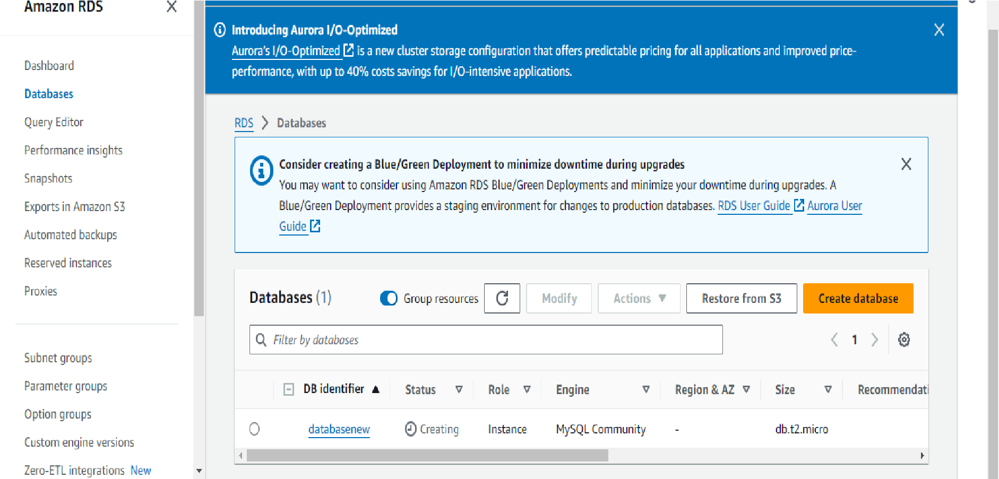 Amazon RDS
Dashboard
Databases
Query Editor
Performance insights
Snapshots
Exports in Amazon S3
Automated backups
Reserved instances
Proxies
Subnet groups
Parameter groups
Option groups
Custom engine versions
Zero-ETL integrations New
Introducing Aurora I/O-Optimized
Aurora's I/O-Optimized is a new cluster storage configuration that offers predictable pricing for all applications and improved price-
performance, with up to 40% costs savings for I/O-intensive applications.
RDS > Databases
Consider creating a Blue/Green Deployment to minimize downtime during upgrades
You may want to consider using Amazon RDS Blue/Green Deployments and minimize your downtime during upgrades. A
Blue/Green Deployment provides a staging environment for changes to production databases. RDS User Guide Aurora User
Guide
Databases (1) Group resources Modify Actions Restore from S3 Create database
Filter by databases 1
DB identifier Status Role Engine Region & AZ Size Recommendati
databasenew Creating Instance MySQL Community - db.t2.micro